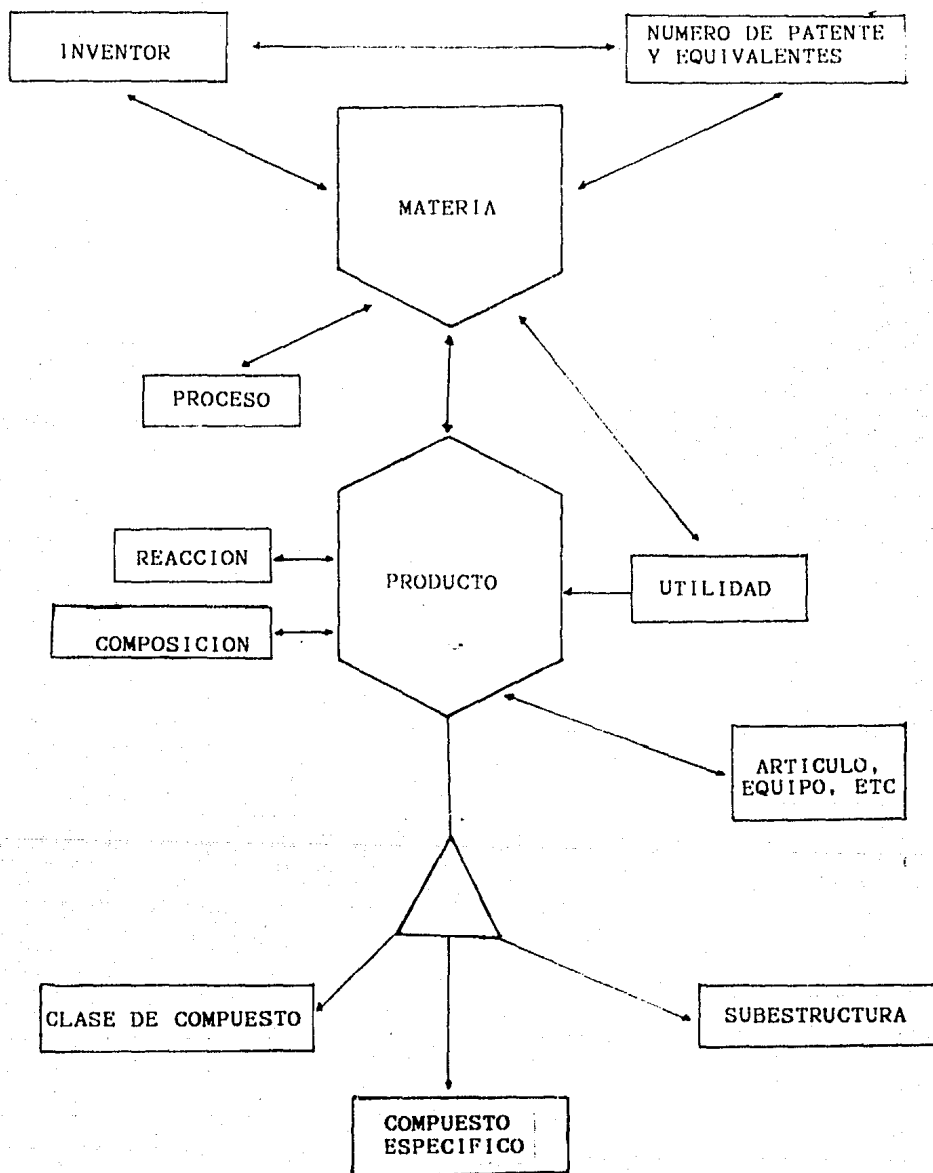 INVENTOR
NUMERO DE PATENTE
Y EQUIVALENTES
MATERIA
PROCESO
REACCION
PRODUCTO
UTILIDAD
COMPOSICION
ARTICULO,
EQUIPO, ETC
CLASE DE COMPUESTO
SUBESTRUCTURA
COMPUESTO
ESPECIFICO